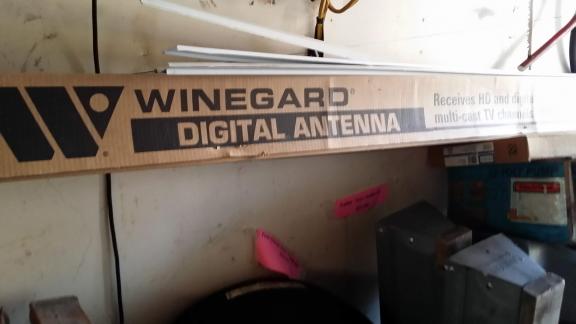 WINEGARD®
DIGITAL ANTENNA
Receives HD and digital
multi-cast TV channels